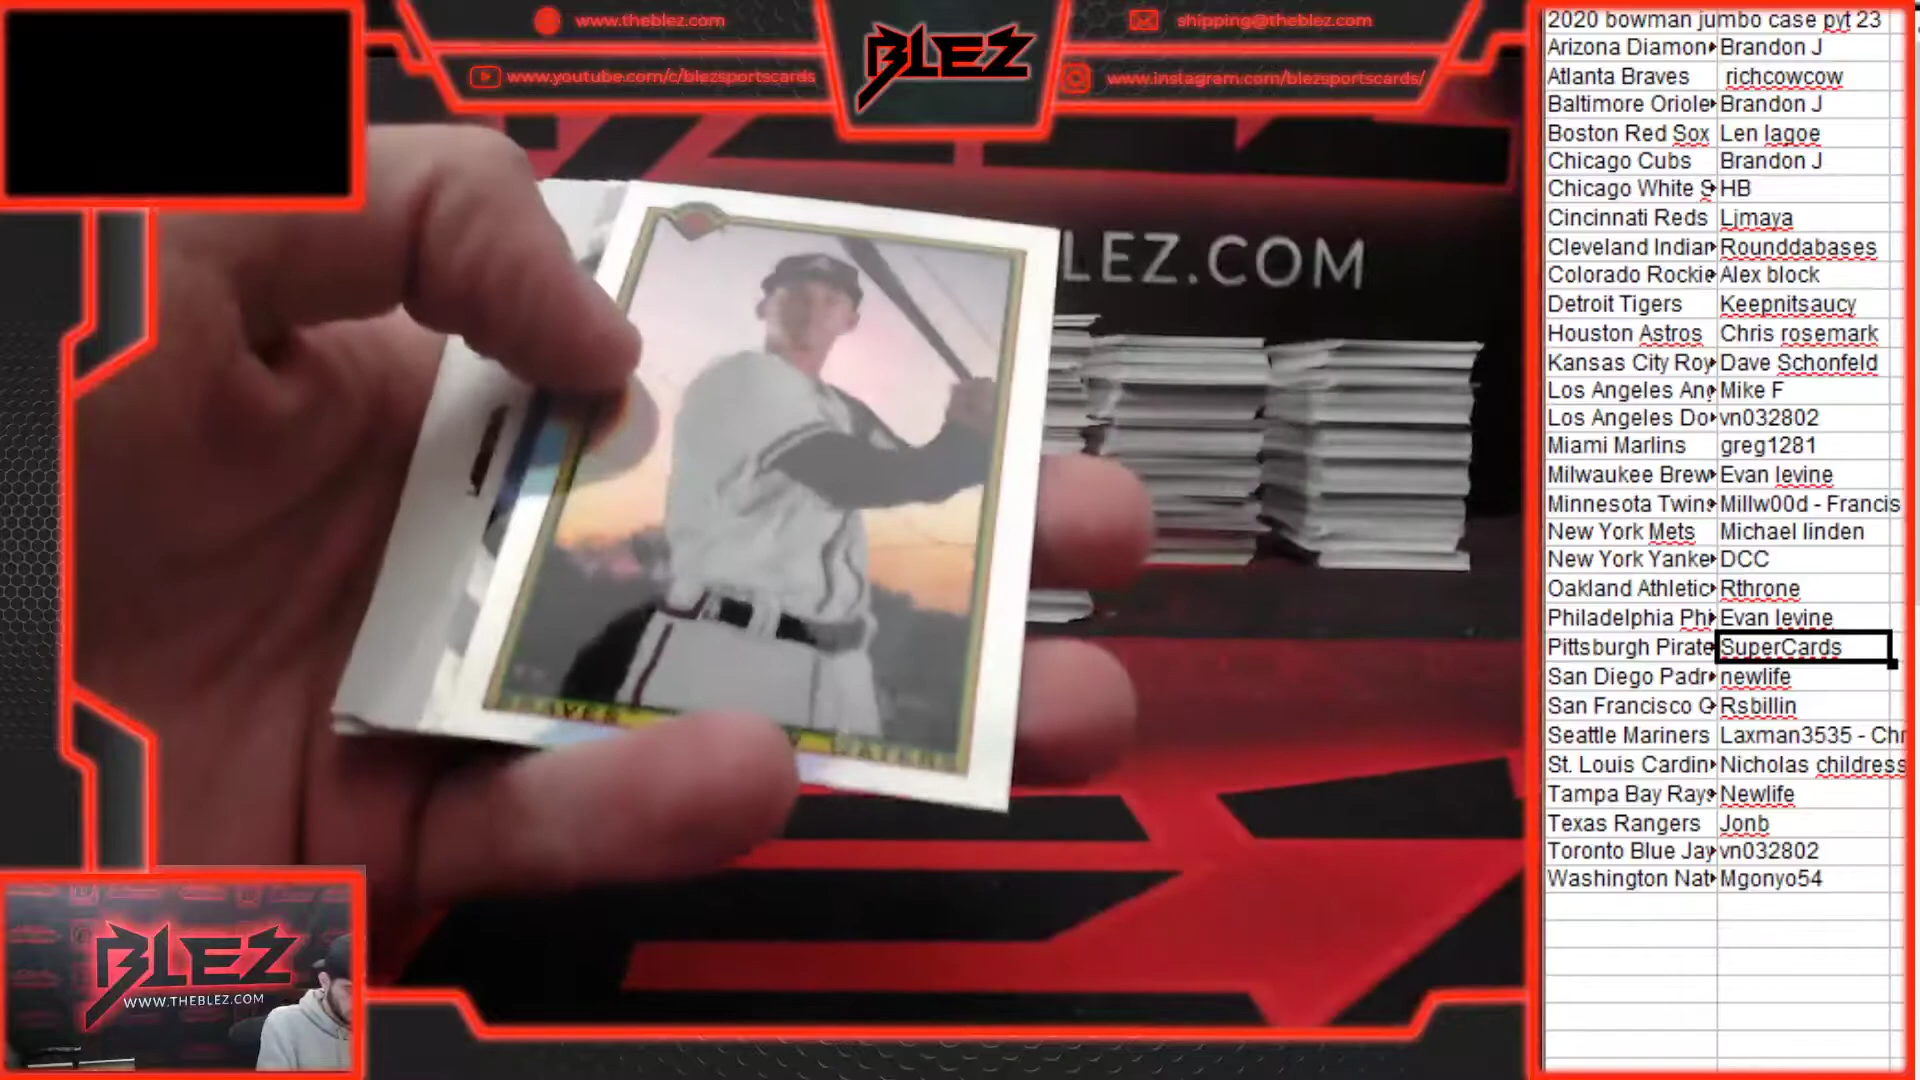 www.theblez.com
BLEZ
shipping@theblez.com
www.youtube.com/c/blezsportscards
www.instagram.com/blezsportscards/
LEZ.COM
WATERS
BLEZ
WWW.THEBLEZ.COM
2020 bowman jumbo case pyt 23
Arizona Diamon Brandon J
Atlanta Braves richcowcow
Baltimore Oriole Brandon J
Boston Red Sox Len lagoe
Chicago Cubs Brandon J
Chicago White S HB
Cincinnati Reds Ljmaya
Cleveland Indian Rounddabases
Colorado Rockie Alex block
Detroit Tigers Keepnitsaucy
Houston Astros Chris rosemark
Kansas City Roy Dave Schonfeld
Los Angeles Ang Mike F
Los Angeles Do vn032802
Miami Marlins greg1281
Milwaukee Brew Evan levine
Minnesota Twins Millw00d - Francis
New York Mets Michael linden
New York Yanke DCC
Oakland Athletic Rthrone
Philadelphia Phi Evan levine
Pittsburgh Pirate SuperCards
San Diego Padr newlife
San Francisco G Rsbillin
Seattle Mariners Laxman3535 - Chr
St. Louis Cardin Nicholas childress
Tampa Bay Rays Newlife
Texas Rangers Jonb
Toronto Blue Jay vn032802
Washington Nat Mgonyo54